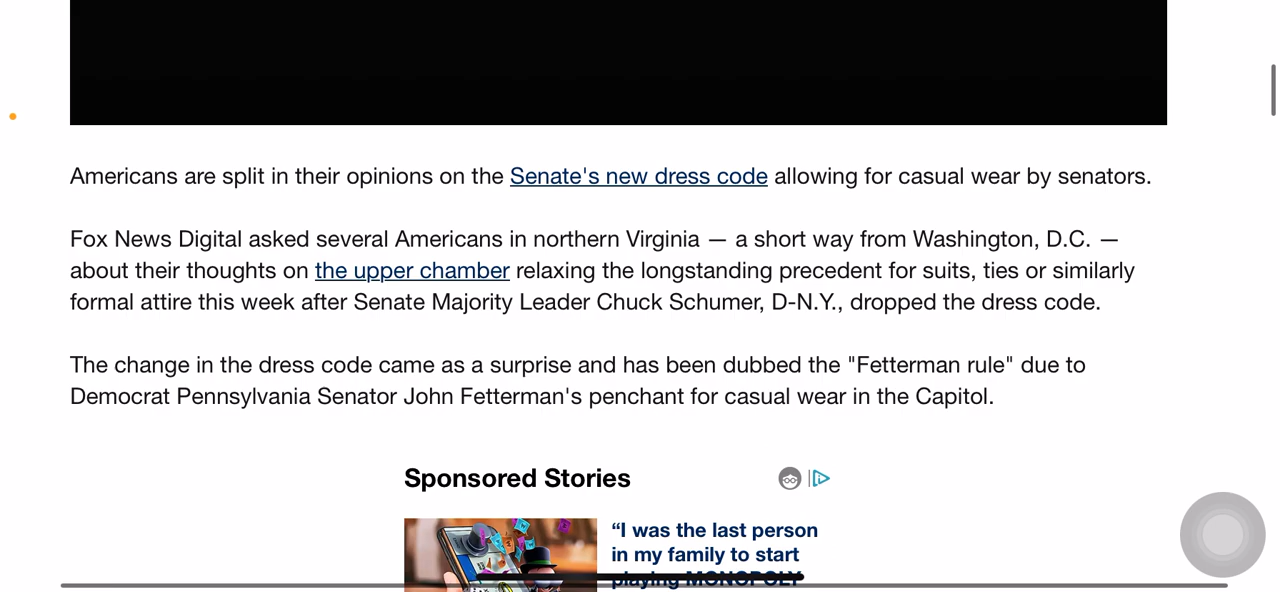 Americans are split in their opinions on the Senate's new dress code allowing for casual wear by senators.
Fox News Digital asked several Americans in northern Virginia — a short way from Washington, D.C. —
about their thoughts on the upper chamber relaxing the longstanding precedent for suits, ties or similarly
formal attire this week after Senate Majority Leader Chuck Schumer, D-N.Y., dropped the dress code.
The change in the dress code came as a surprise and has been dubbed the "Fetterman rule" due to
Democrat Pennsylvania Senator John Fetterman's penchant for casual wear in the Capitol.
Sponsored Stories
“I was the last person
in my family to start
playing MONOPOLY